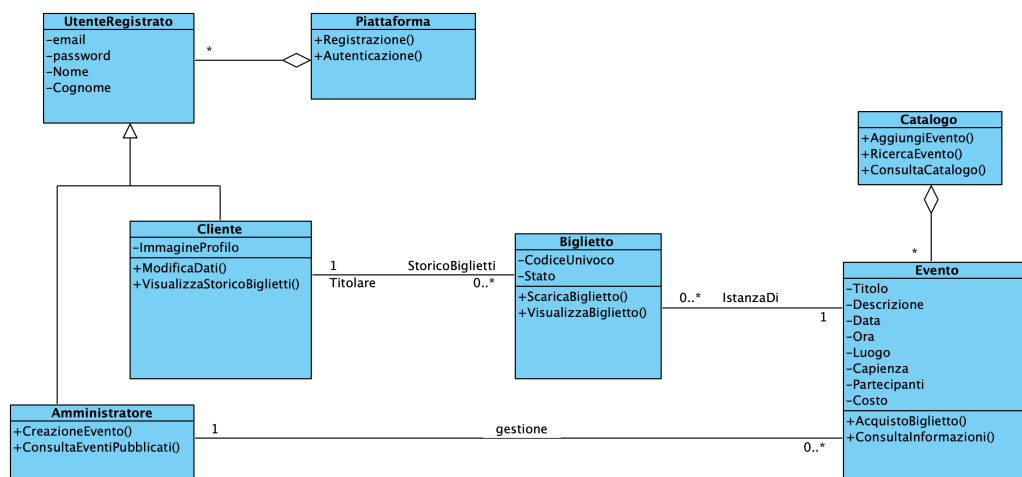 UtenteRegistrato
-email
-password
-Nome
-Cognome
*
Piattaforma
+Registrazione()
+Autenticazione()
Catalogo
+AggiungiEvento()
+RicercaEvento()
+ConsultaCatalogo()
*
Cliente
-ImmagineProfilo
+ModificaDati()
+VisualizzaStoricoBiglietti()
1
Titolare
StoricoBiglietti
0..*
Biglietto
-CodiceUnivoco
-Stato
+ScaricaBiglietto()
+VisualizzaBiglietto()
0..*
IstanzaDi
1
Evento
-Titolo
-Descrizione
-Data
-Ora
-Luogo
-Capienza
-Partecipanti
-Costo
+AcquistoBiglietto()
+ConsultaInformazioni()
Amministratore
+CreazioneEvento()
+ConsultaEventiPubblicati()
1
gestione
0..*